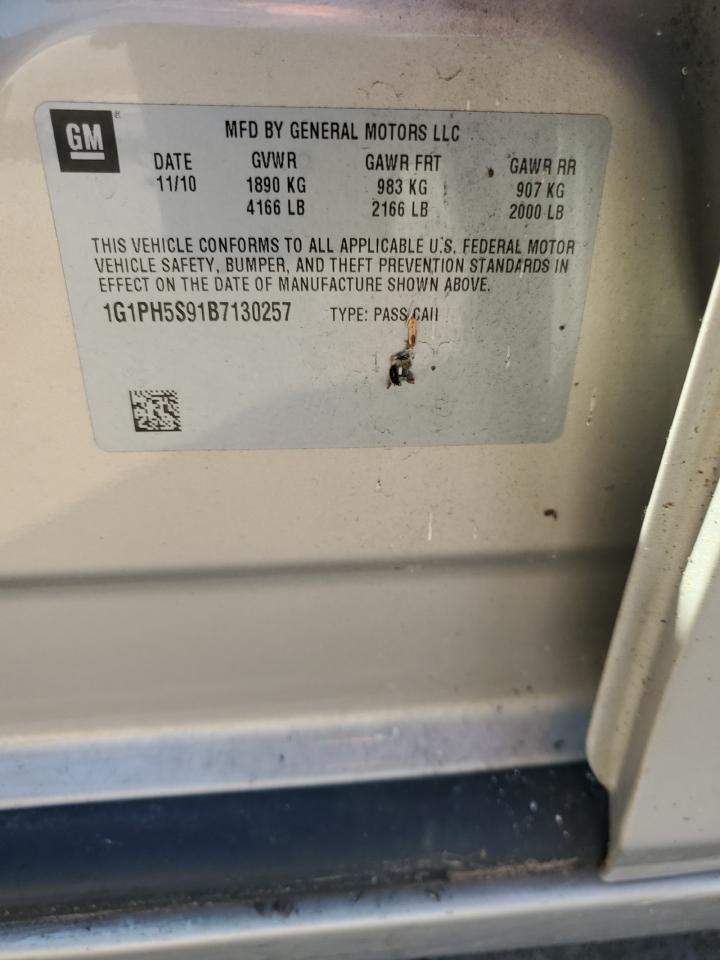 GM
MFD BY GENERAL MOTORS LLC
DATE GVWR GAWR FRT GAWR RR
11/10 1890 KG 983 KG 907 KG
4166 LB 2166 LB 2000 LB
THIS VEHICLE CONFORMS TO ALL APPLICABLE U.S. FEDERAL MOTOR
VEHICLE SAFETY, BUMPER, AND THEFT PREVENTION STANDARDS IN
EFFECT ON THE DATE OF MANUFACTURE SHOWN ABOVE.
1G1PH5S91B7130257 TYPE: PASS CAR